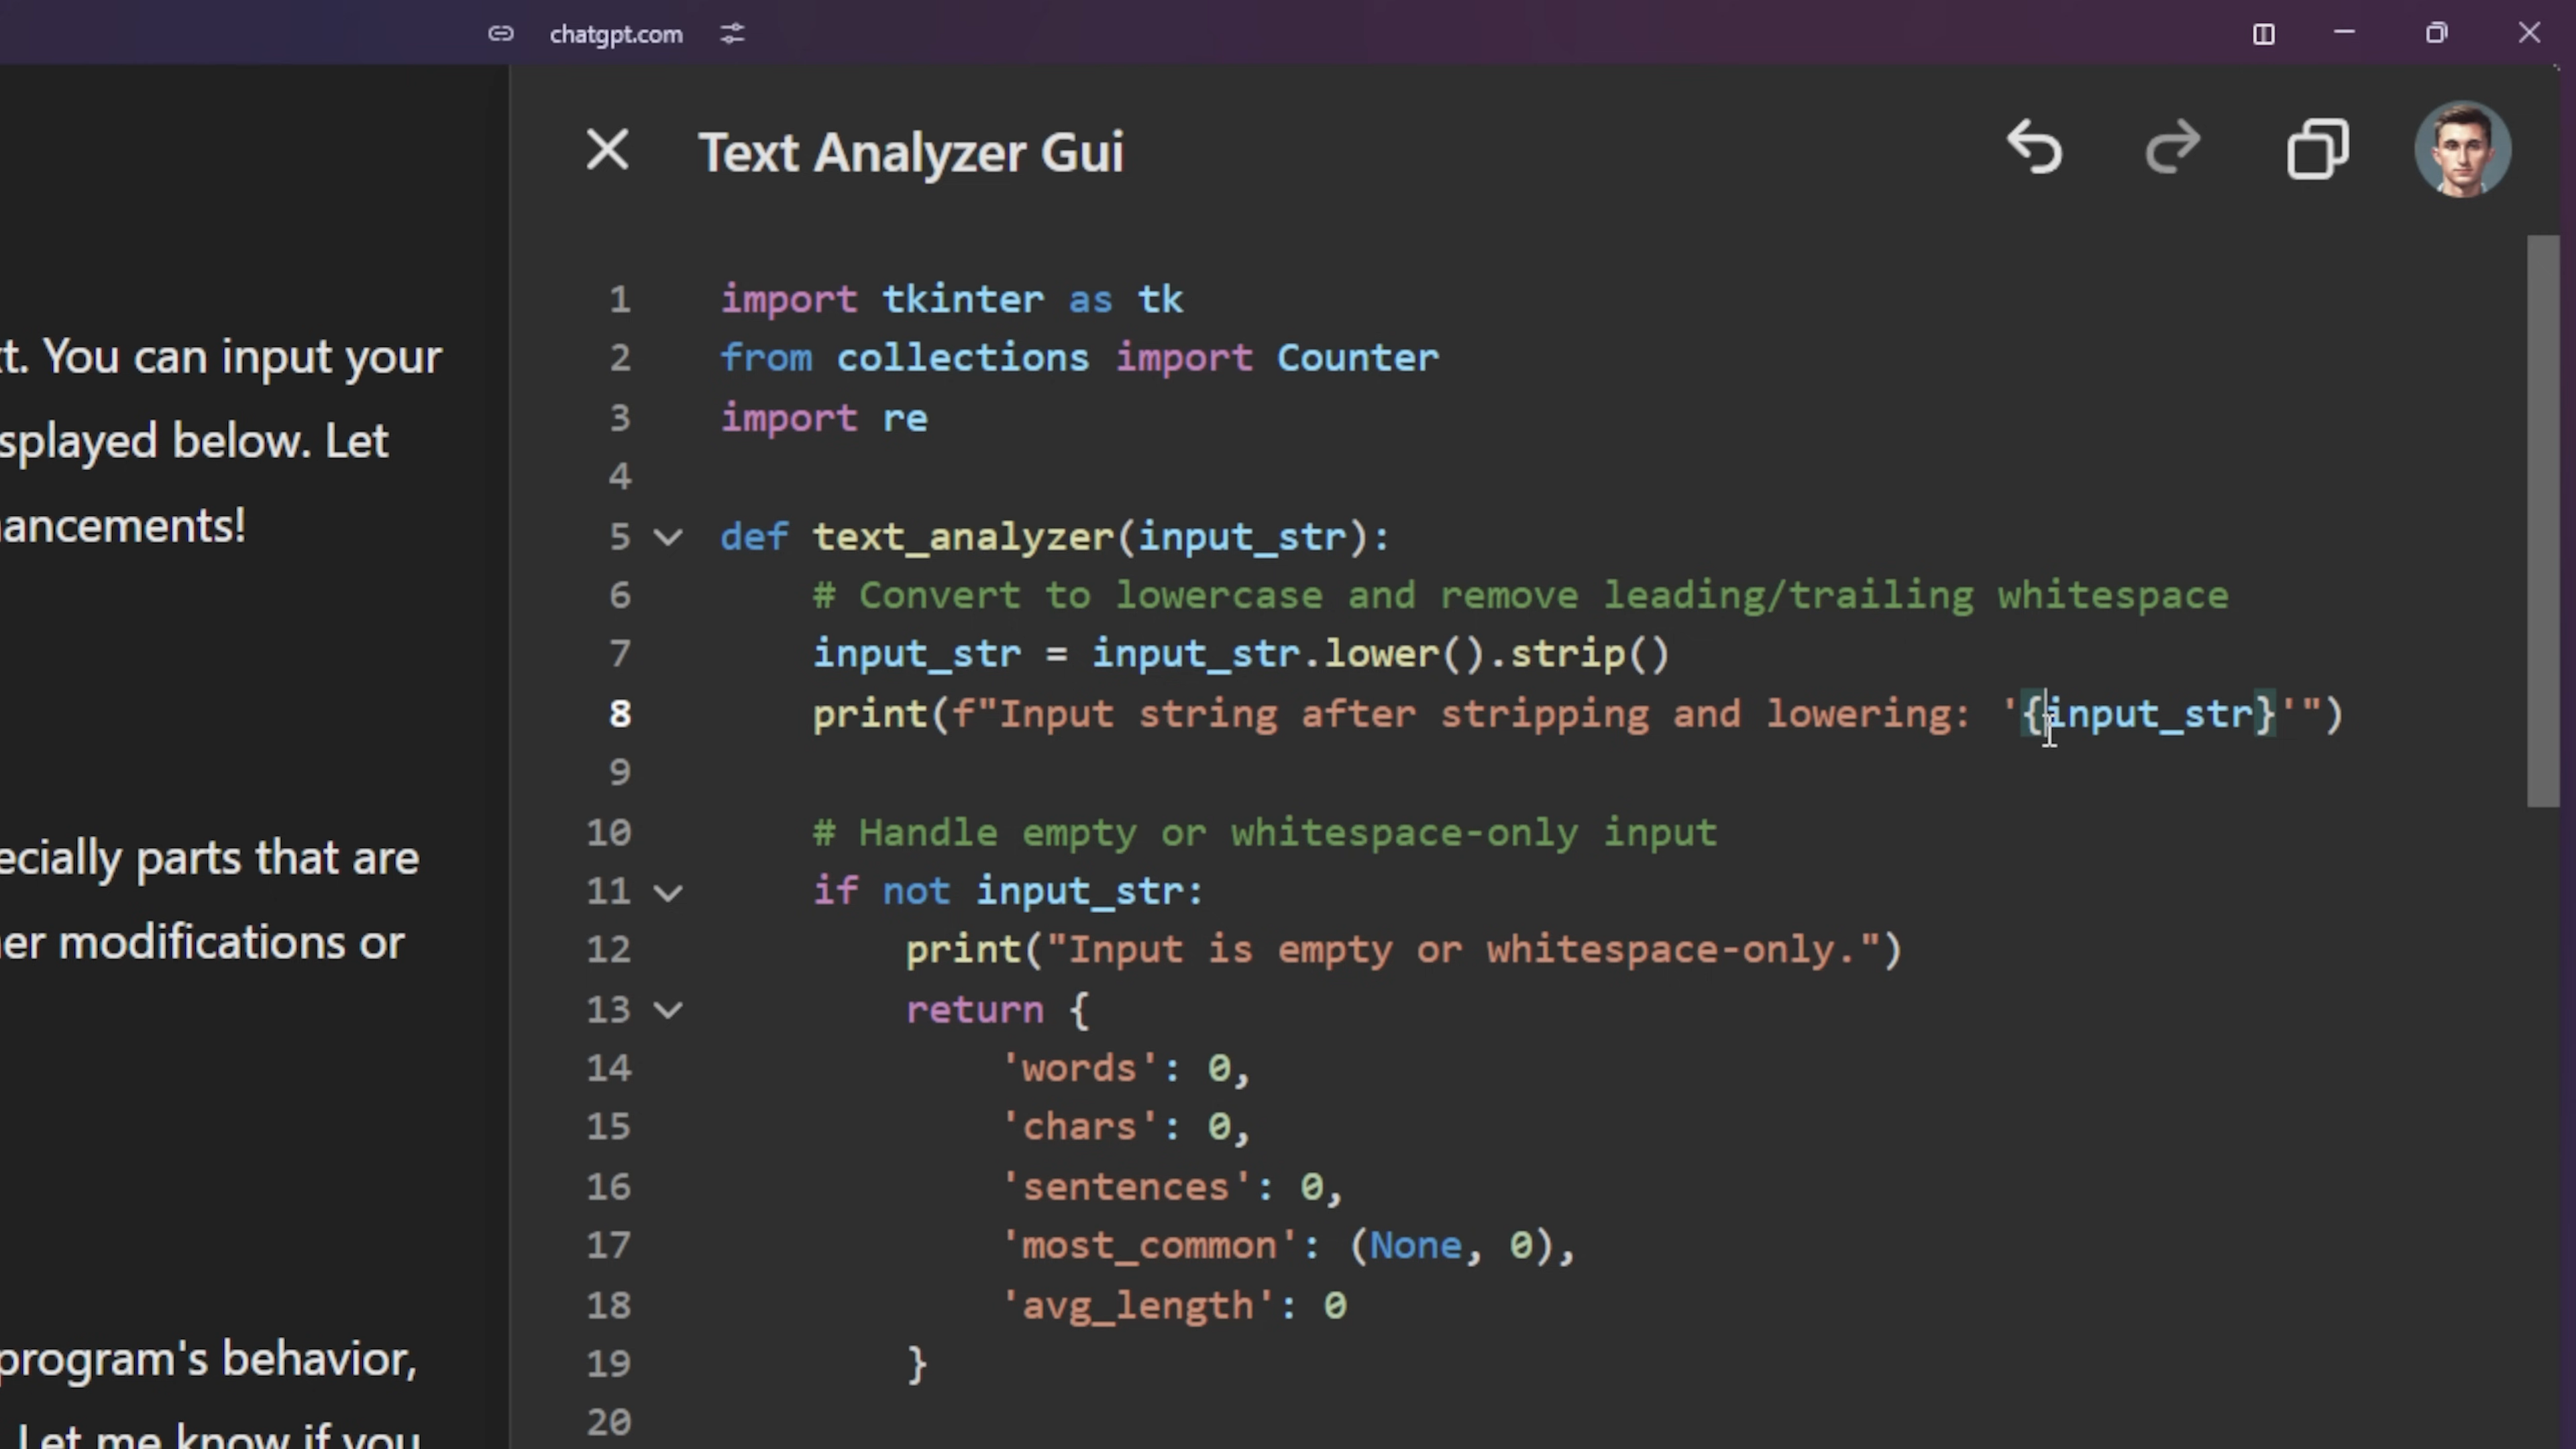 chatgpt.com
t. You can input your
splayed below. Let
ancements!
ecially parts that are
er modifications or
program's behavior,
Let me know if you
Text Analyzer Gui
1 import tkinter as tk
2 from collections import Counter
3 import re
4
5 def text_analyzer(input_str):
6 # Convert to lowercase and remove leading/trailing whitespace
7 input_str = input_str.lower().strip()
8 print(f"Input string after stripping and lowering: '{input_str}'")
9
10 # Handle empty or whitespace-only input
11 if not input_str:
12 print("Input is empty or whitespace-only.")
13 return {
14 'words': 0,
15 'chars': 0,
16 'sentences': 0,
17 'most_common': (None, 0),
18 'avg_length': 0
19 }
20